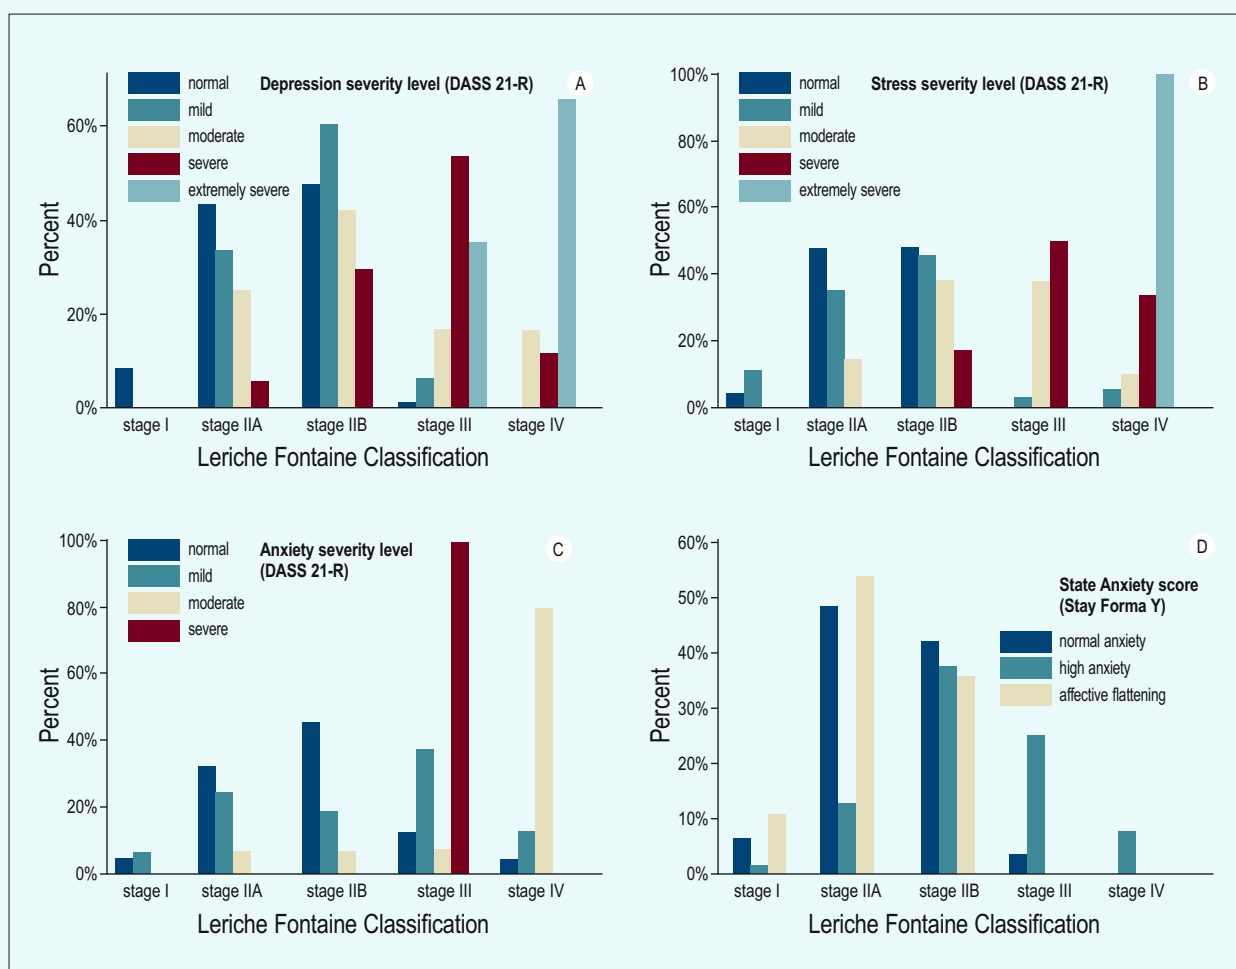 normal
mild
moderate
severe
extremely severe
Depression severity level (DASS 21-R)
A
Percent
60%
40%
20%
0%
stage I stage IIA stage IIB stage III stage IV
Leriche Fontaine Classification
normal
mild
moderate
severe
extremely severe
Stress severity level (DASS 21-R)
B
Percent
100%
80%
60%
40%
20%
0%
stage I stage IIA stage IIB stage III stage IV
Leriche Fontaine Classification
normal
mild
moderate
severe
Anxiety severity level
(DASS 21-R)
C
Percent
100%
80%
60%
40%
20%
0%
stage I stage IIA stage IIB stage III stage IV
Leriche Fontaine Classification
D
State Anxiety score
(Stay Forma Y)
normal anxiety
high anxiety
affective flattening
Percent
60%
50%
40%
30%
20%
10%
0%
stage I stage IIA stage IIB stage III stage IV
Leriche Fontaine Classification